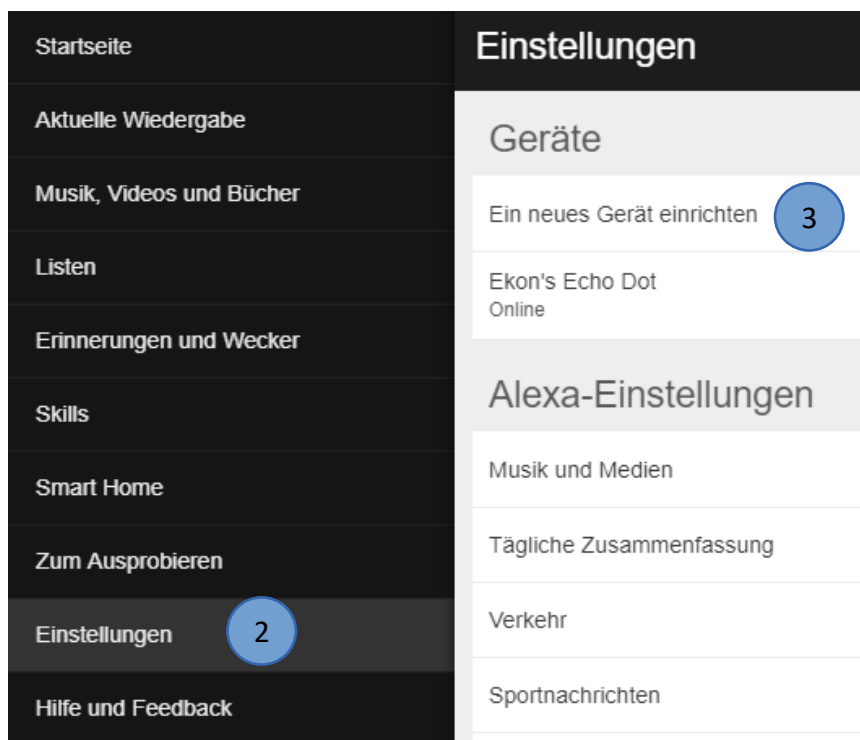 Startseite
Aktuelle Wiedergabe
Musik, Videos und Bücher
Listen
Erinnerungen und Wecker
Skills
Smart Home
Zum Ausprobieren
Einstellungen 2
Hilfe und Feedback
Einstellungen
Geräte
Ein neues Gerät einrichten 3
Ekon's Echo Dot
Online
Alexa-Einstellungen
Musik und Medien
Tägliche Zusammenfassung
Verkehr
Sportnachrichten